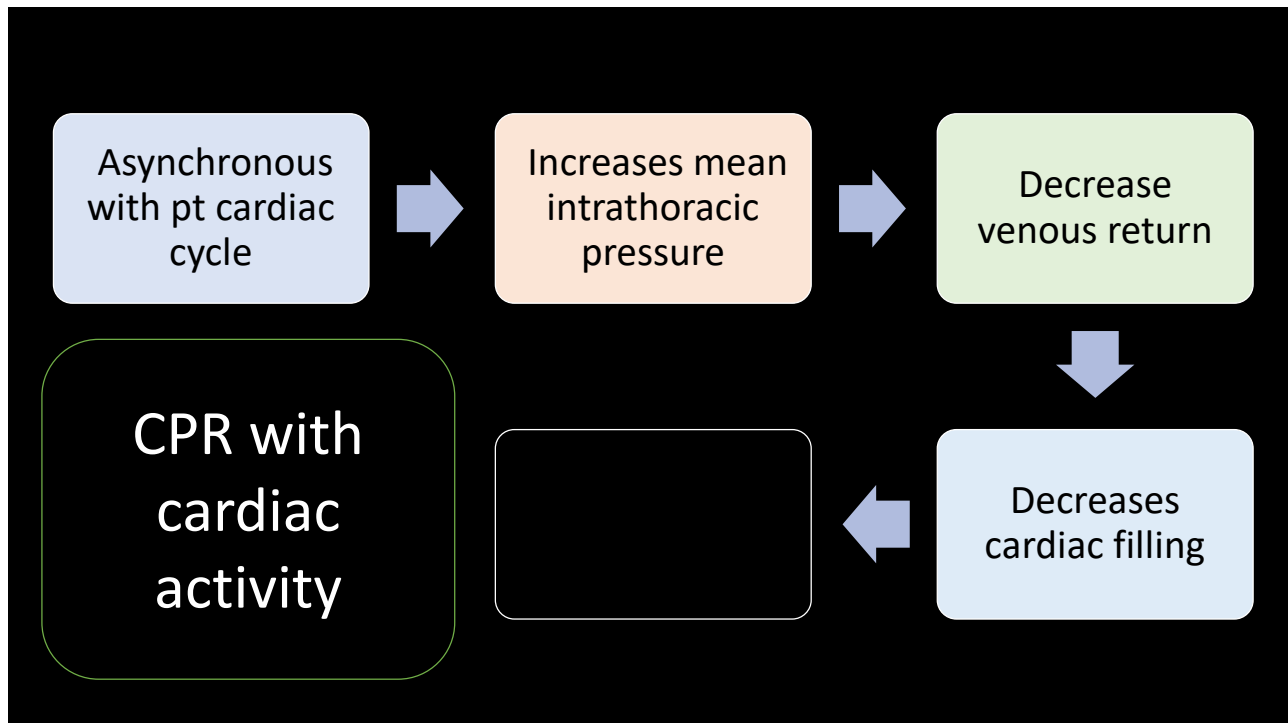 Asynchronous
with pt cardiac
cycle
Increases mean
intrathoracic
pressure
Decrease
venous return
Decreases
cardiac filling
CPR with
cardiac
activity